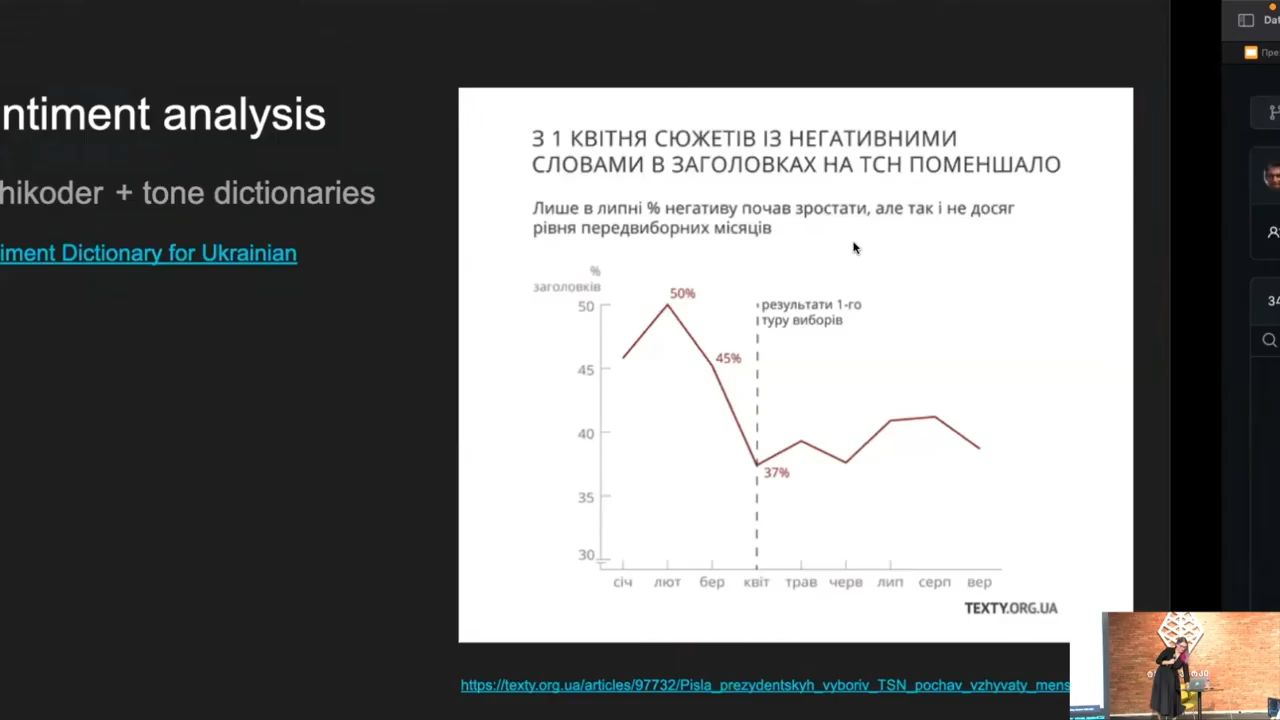 ntiment analysis
hikoder + tone dictionaries
iment Dictionary for Ukrainian
З 1 КВІТНЯ СЮЖЕТІВ ІЗ НЕГАТИВНИМИ
СЛОВАМИ В ЗАГОЛОВКАХ НА ТСН ПОМЕНШАЛО
Лише в липні % негативу почав зростати, але так і не досяг
рівня передвиборних місяців
%
заголовків
50
45
40
35
30
50%
45%
37%
результати 1-го
туру виборів
січ лют бер квіт трав черв лип серп вер
TEXTY.ORG.UA
https://texty.org.ua/articles/97732/Pisla_prezydentskyh_vyboriv_TSN_pochav_vzhyvaty_mens
Dat
Пре
34